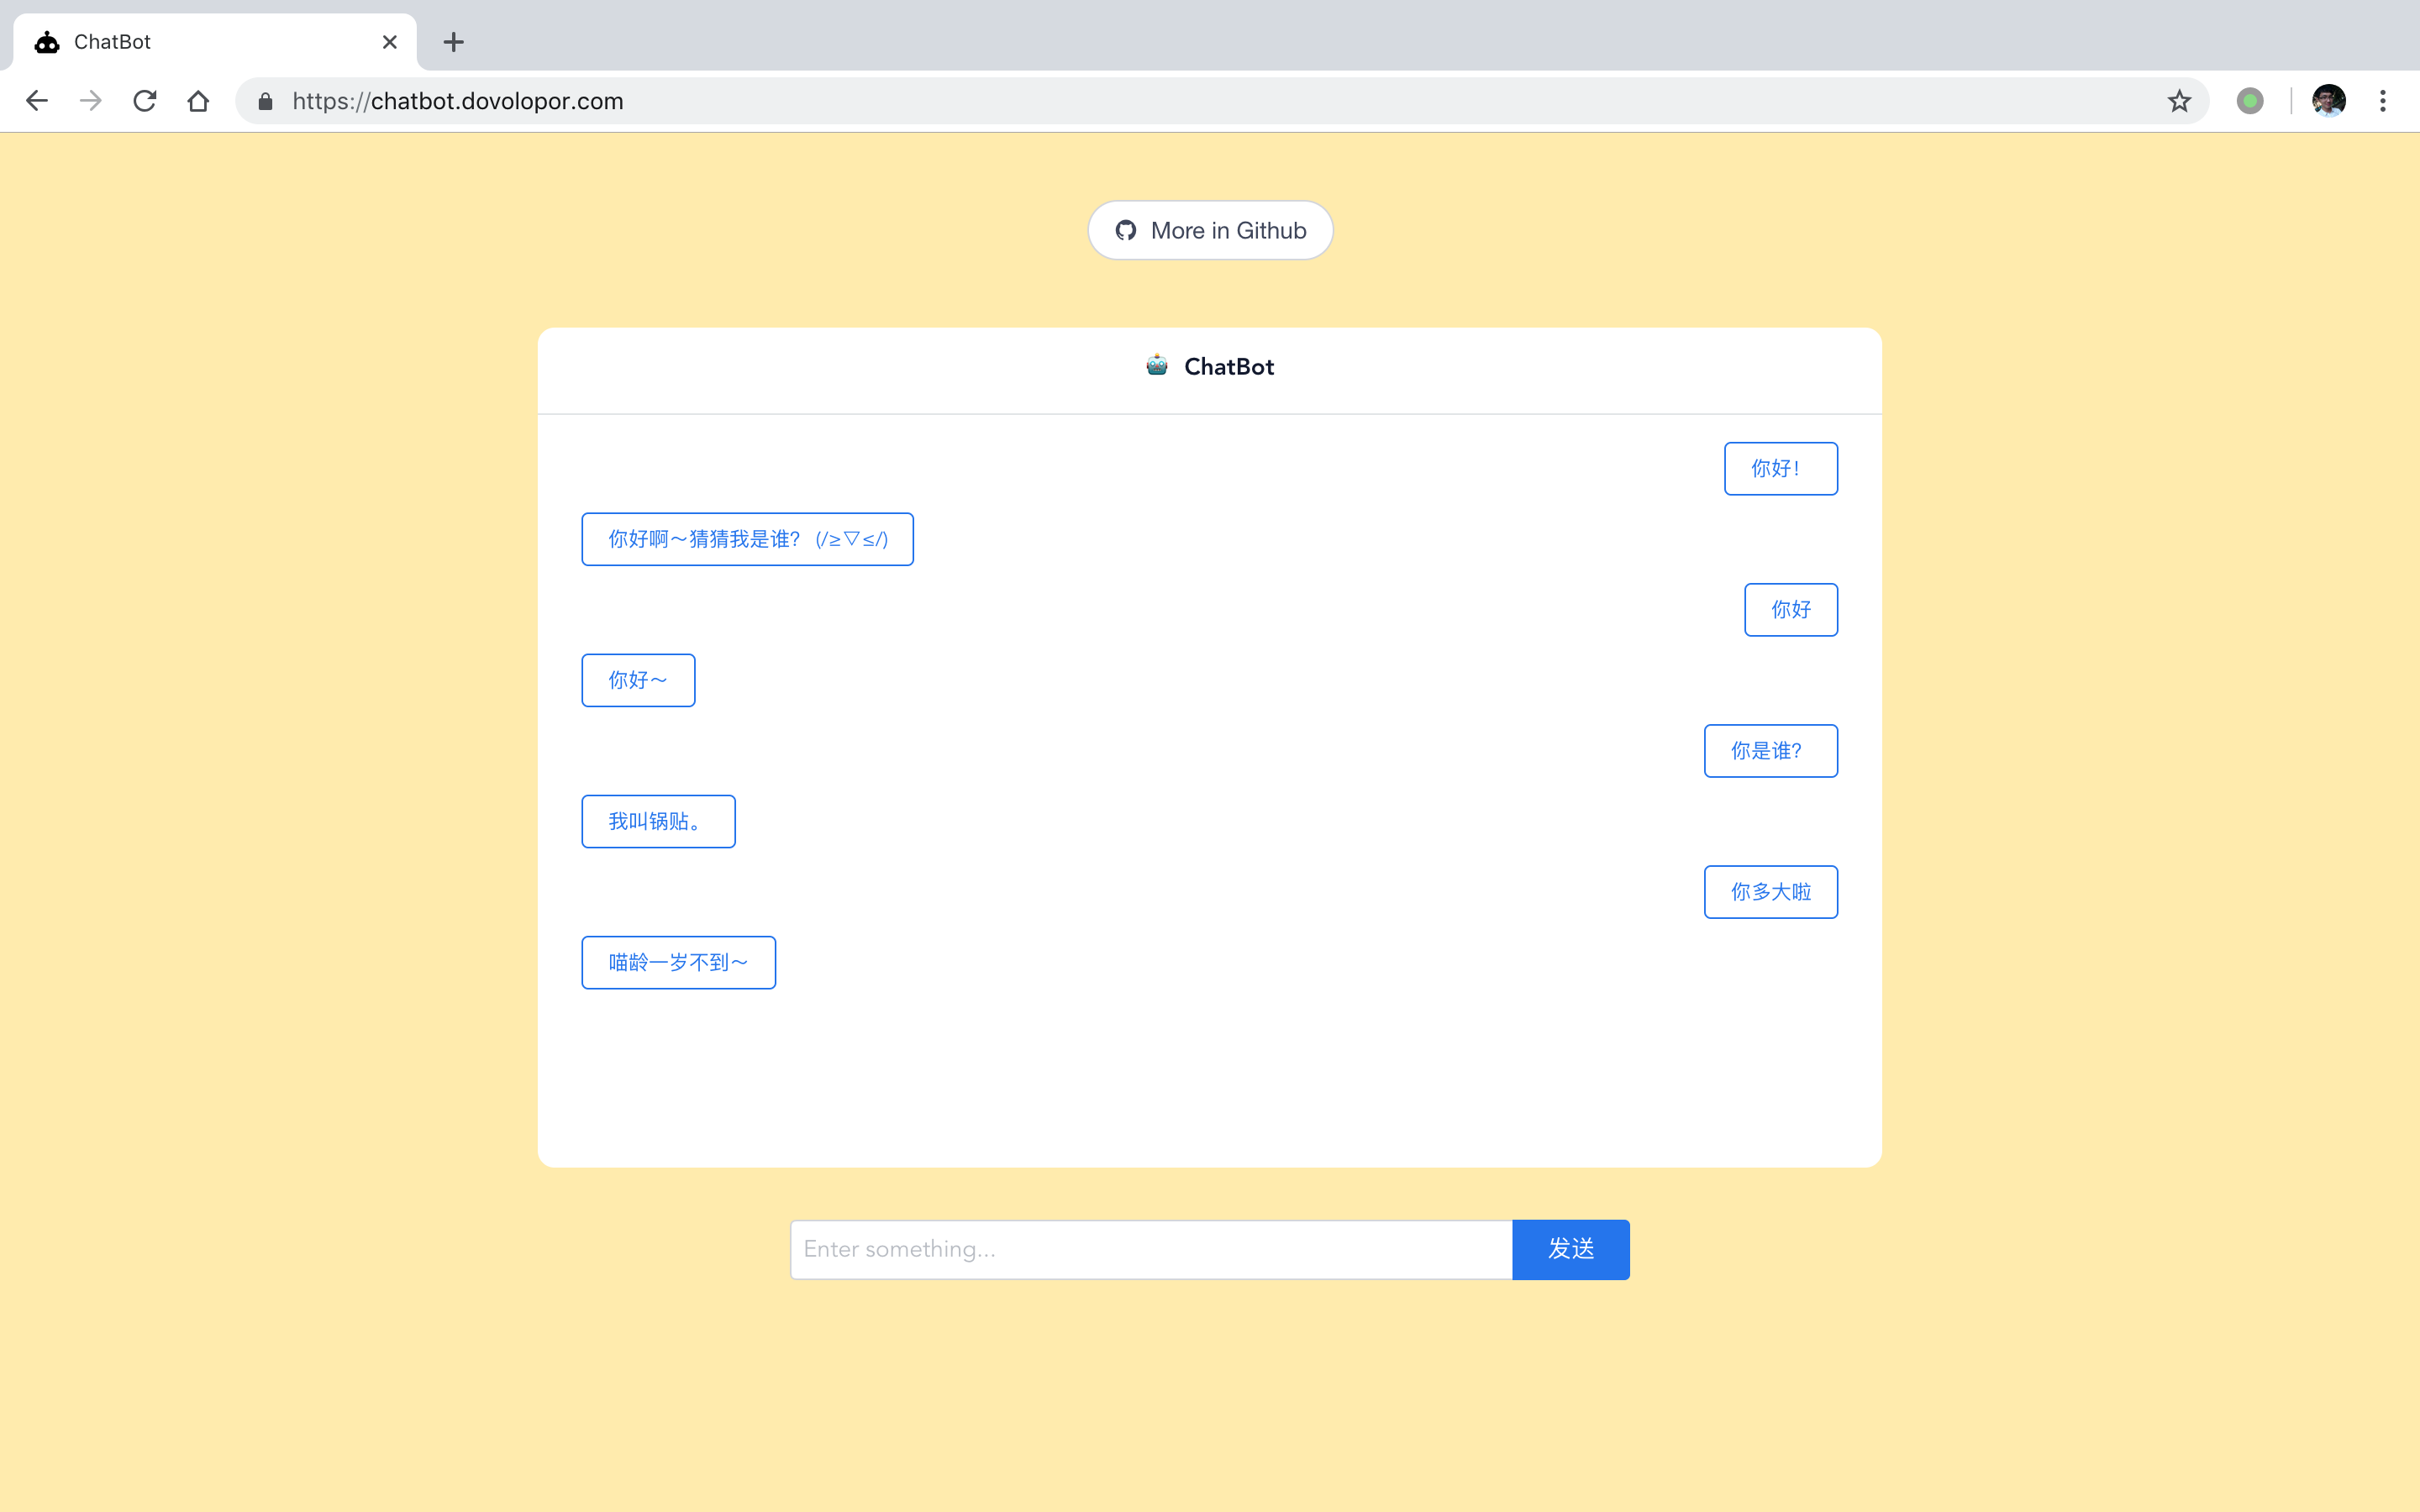 ChatBot
https://chatbot.dovolopor.com
More in Github
ChatBot
你好！
你好啊～猜猜我是谁？(/≥▽≤/)
你好
你好～
你是谁？
我叫锅贴。
你多大啦
喵龄一岁不到～
Enter something...
发送